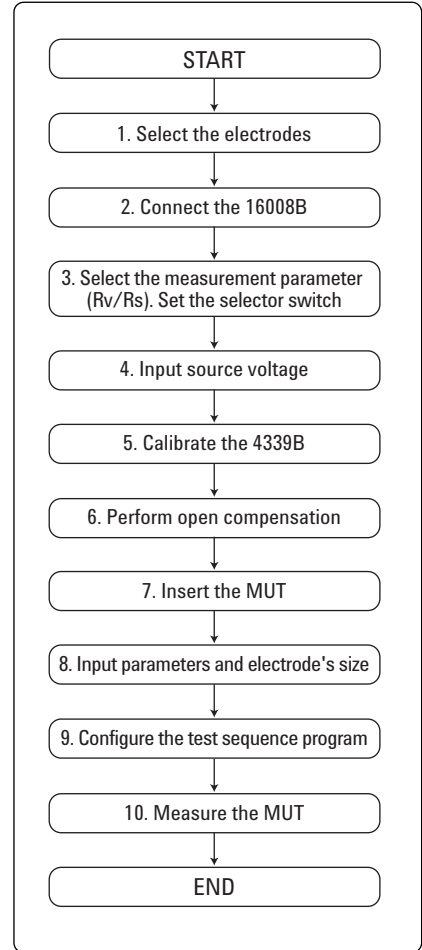 START
1. Select the electrodes
2. Connect the 16008B
3. Select the measurement parameter
(Rv/Rs). Set the selector switch
4. Input source voltage
5. Calibrate the 4339B
6. Perform open compensation
7. Insert the MUT
8. Input parameters and electrode's size
9. Configure the test sequence program
10. Measure the MUT
END